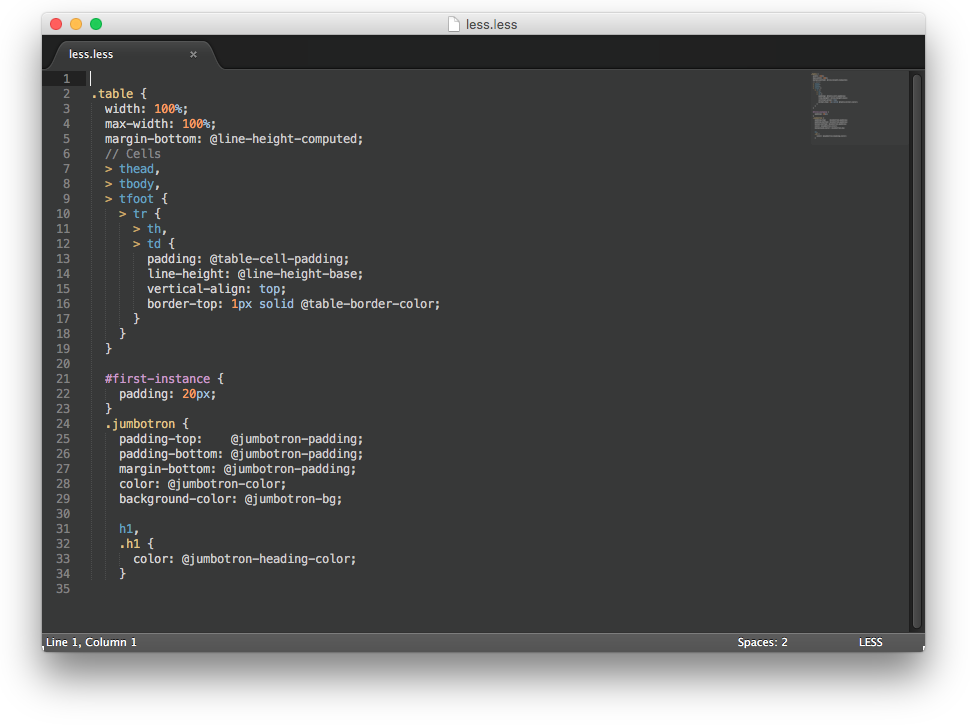 less.less
less.less ×
1
2 .table {
3   width: 100%;
4   max-width: 100%;
5   margin-bottom: @line-height-computed;
6   // Cells
7   > thead,
8   > tbody,
9   > tfoot {
10     > tr {
11       > th,
12       > td {
13         padding: @table-cell-padding;
14         line-height: @line-height-base;
15         vertical-align: top;
16         border-top: 1px solid @table-border-color;
17       }
18     }
19   }
20
21   #first-instance {
22     padding: 20px;
23   }
24   .jumbotron {
25     padding-top:    @jumbotron-padding;
26     padding-bottom: @jumbotron-padding;
27     margin-bottom: @jumbotron-padding;
28     color: @jumbotron-color;
29     background-color: @jumbotron-bg;
30
31     h1,
32     .h1 {
33       color: @jumbotron-heading-color;
34     }
35
Line 1, Column 1 Spaces: 2 LESS